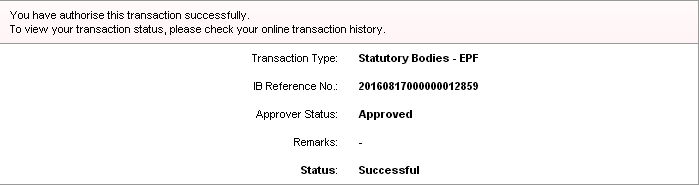 You have authorise this transaction successfully.
To view your transaction status, please check your online transaction history.
Transaction Type: Statutory Bodies - EPF
IB Reference No.: 20160817000000012859
Approver Status: Approved
Remarks: -
Status: Successful